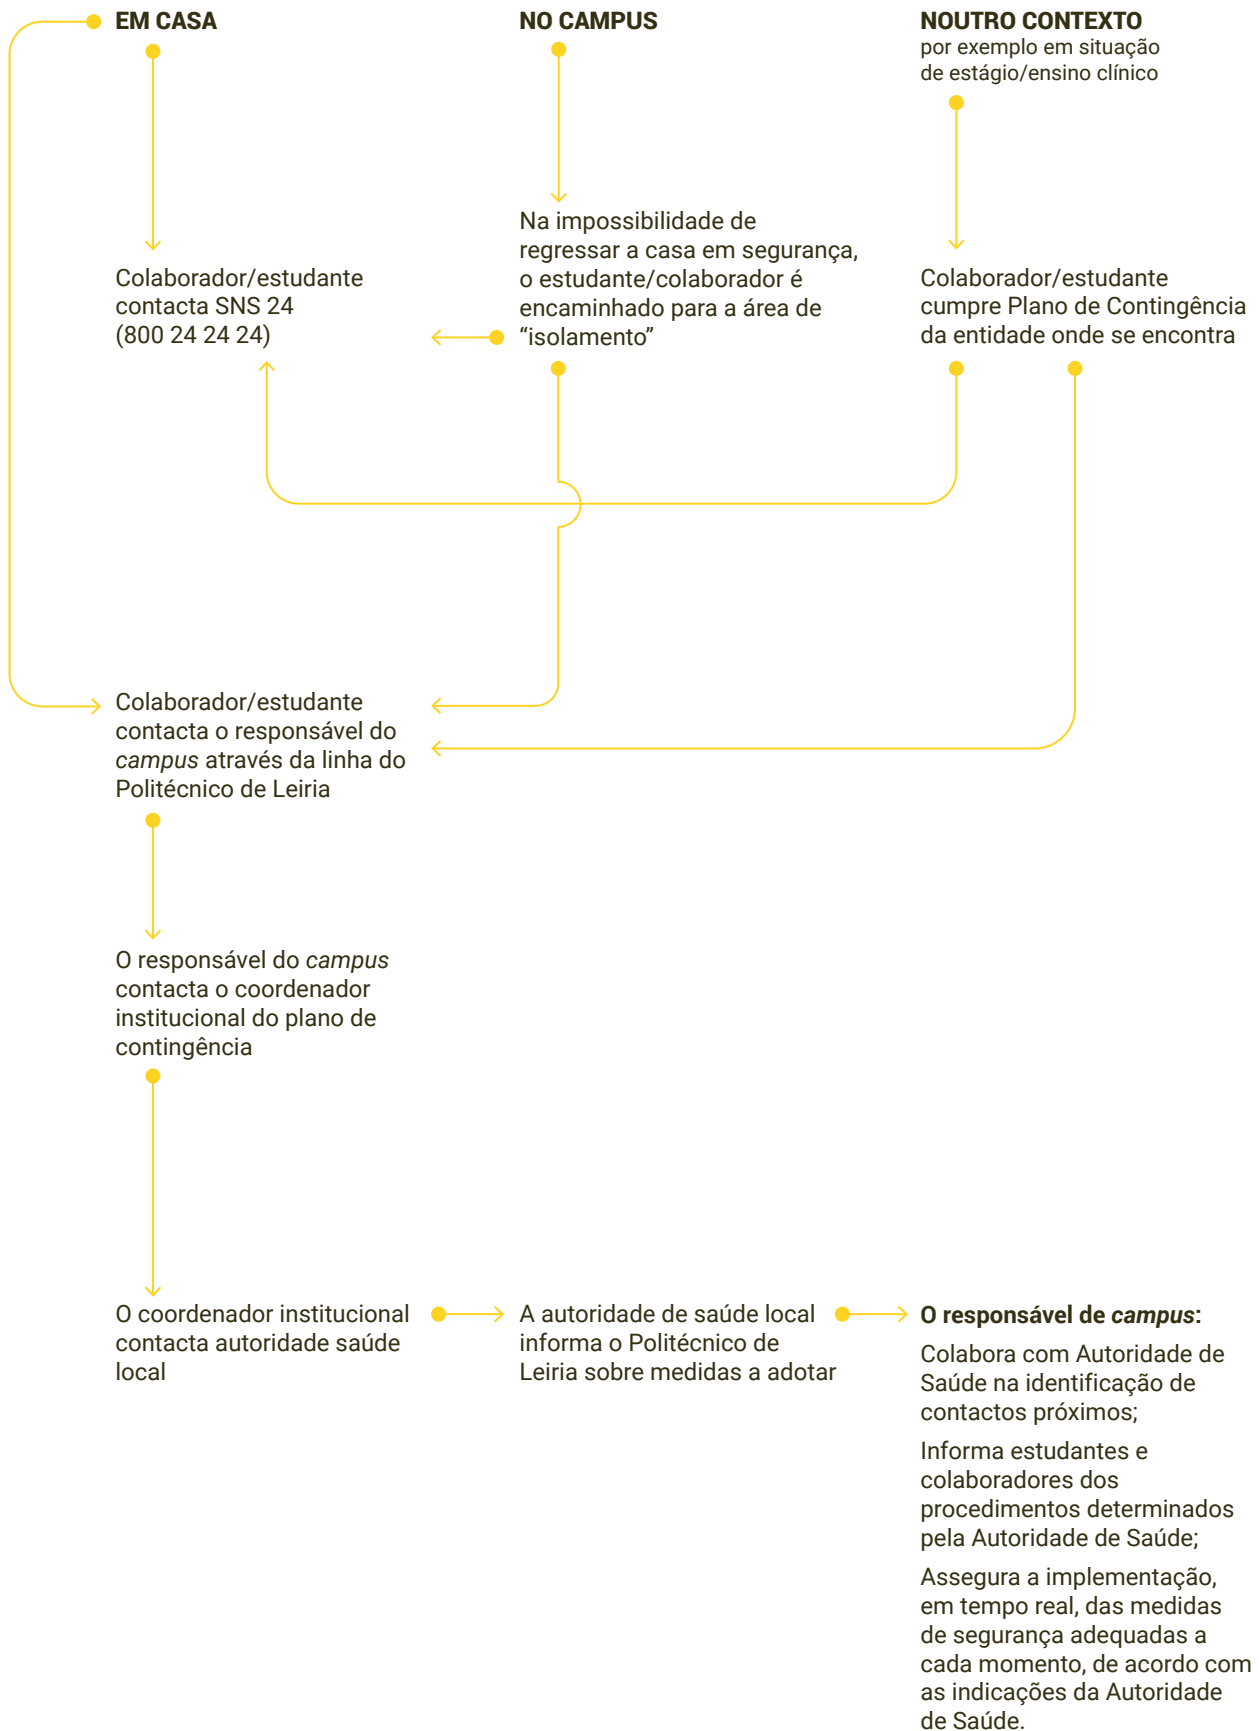 EM CASA
NO CAMPUS
NOUTRO CONTEXTO
por exemplo em situação
de estágio/ensino clínico
Colaborador/estudante
contacta SNS 24
(800 24 24 24)
Na impossibilidade de
regressar a casa em segurança,
o estudante/colaborador é
encaminhado para a área de
“isolamento”
Colaborador/estudante
cumpre Plano de Contingência
da entidade onde se encontra
Colaborador/estudante
contacta o responsável do
campus através da linha do
Politécnico de Leiria
O responsável do campus
contacta o coordenador
institucional do plano de
contingência
O coordenador institucional
contacta autoridade saúde
local
A autoridade de saúde local
informa o Politécnico de
Leiria sobre medidas a adotar
O responsável de campus:
Colabora com Autoridade de
Saúde na identificação de
contactos próximos;
Informa estudantes e
colaboradores dos
procedimentos determinados
pela Autoridade de Saúde;
Assegura a implementação,
em tempo real, das medidas
de segurança adequadas a
cada momento, de acordo com
as indicações da Autoridade
de Saúde.